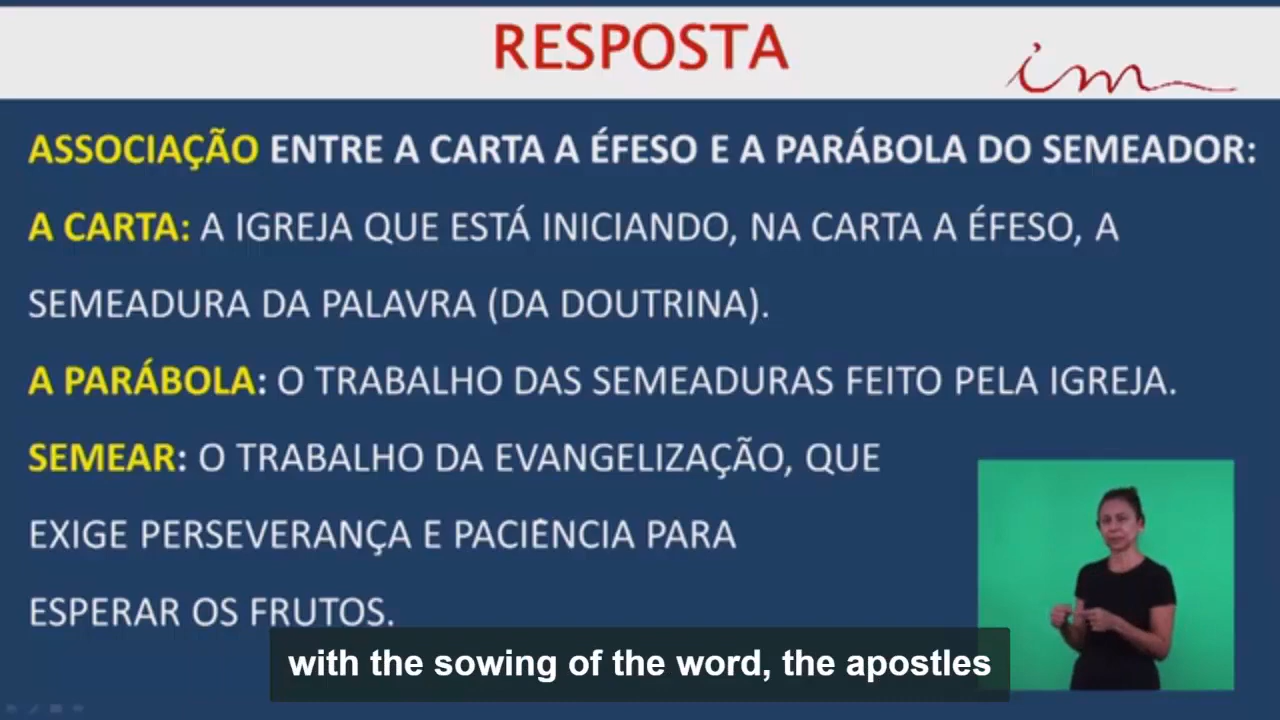 RESPOSTA
im
ASSOCIAÇÃO ENTRE A CARTA A ÉFESO E A PARÁBOLA DO SEMEADOR:
A CARTA: A IGREJA QUE ESTÁ INICIANDO, NA CARTA A ÉFESO, A
SEMEADURA DA PALAVRA (DA DOUTRINA).
A PARÁBOLA: O TRABALHO DAS SEMEADURAS FEITO PELA IGREJA.
SEMEAR: O TRABALHO DA EVANGELIZAÇÃO, QUE
EXIGE PERSEVERANÇA E PACIÊNCIA PARA
ESPERAR OS FRUTOS.
with the sowing of the word, the apostles